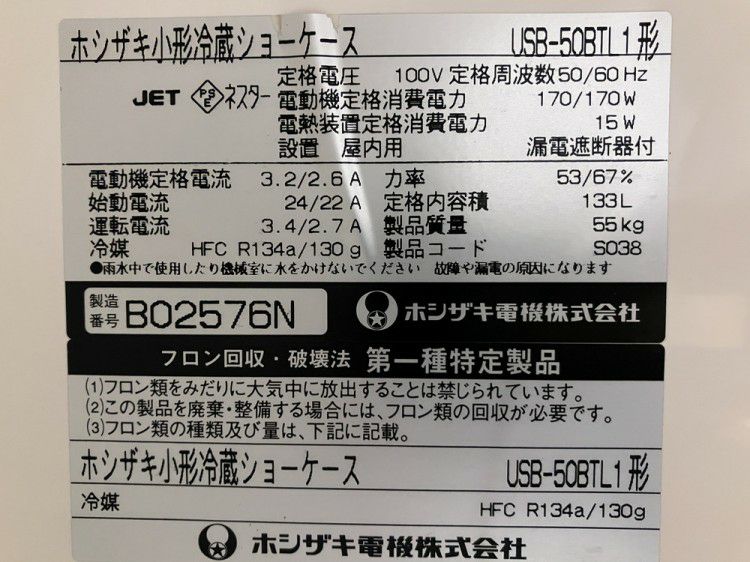 ホシザキ小形冷蔵ショーケース USB-50BTL1形
定格電圧 100V 定格周波数50/60Hz
JET PSE ネスター 電動機定格消費電力 170/170W
電熱装置定格消費電力 15W
設置 屋内用 漏電遮断器付
電動機定格電流 3.2/2.6 A 力率 53/67%
始動電流 24/22 A 定格内容積 133L
運転電流 3.4/2.7 A 製品質量 55kg
冷媒 HFC R134a/130g 製品コード S038
●雨水中で使用したり機械室に水をかけないでください 故障や漏電の原因になります
製造番号 B02576N ホシザキ電機株式会社
フロン回収・破壊法 第一種特定製品
(1)フロン類をみだりに大気中に放出することは禁じられています。
(2)この製品を廃棄・整備する場合には、フロン類の回収が必要です。
(3)フロン類の種類及び量は、下記に記載。
ホシザキ小形冷蔵ショーケース USB-50BTL1形
冷媒 HFC R134a/130g
ホシザキ電機株式会社